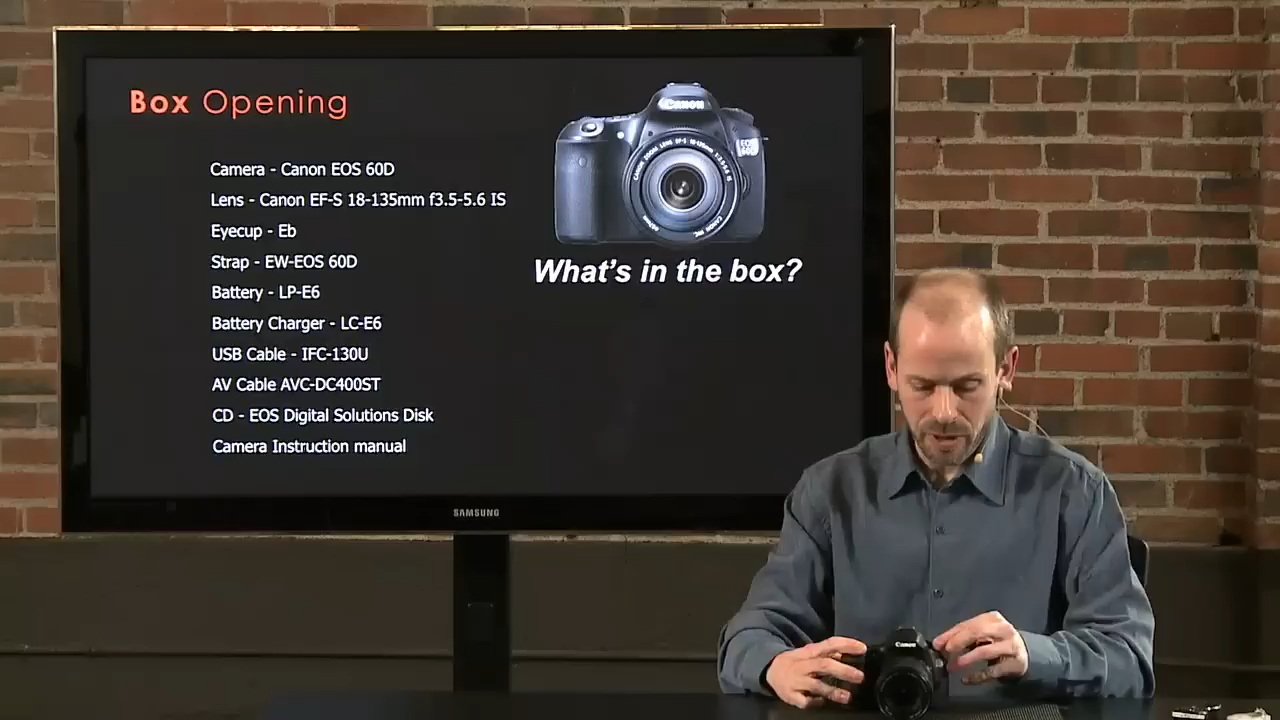 Box Opening
Camera - Canon EOS 60D
Lens - Canon EF-S 18-135mm f3.5-5.6 IS
Eyecup - Eb
Strap - EW-EOS 60D
Battery - LP-E6
Battery Charger - LC-E6
USB Cable - IFC-130U
AV Cable AVC-DC400ST
CD - EOS Digital Solutions Disk
Camera Instruction manual
Canon
EOS
What's in the box?
SAMSUNG
Canon